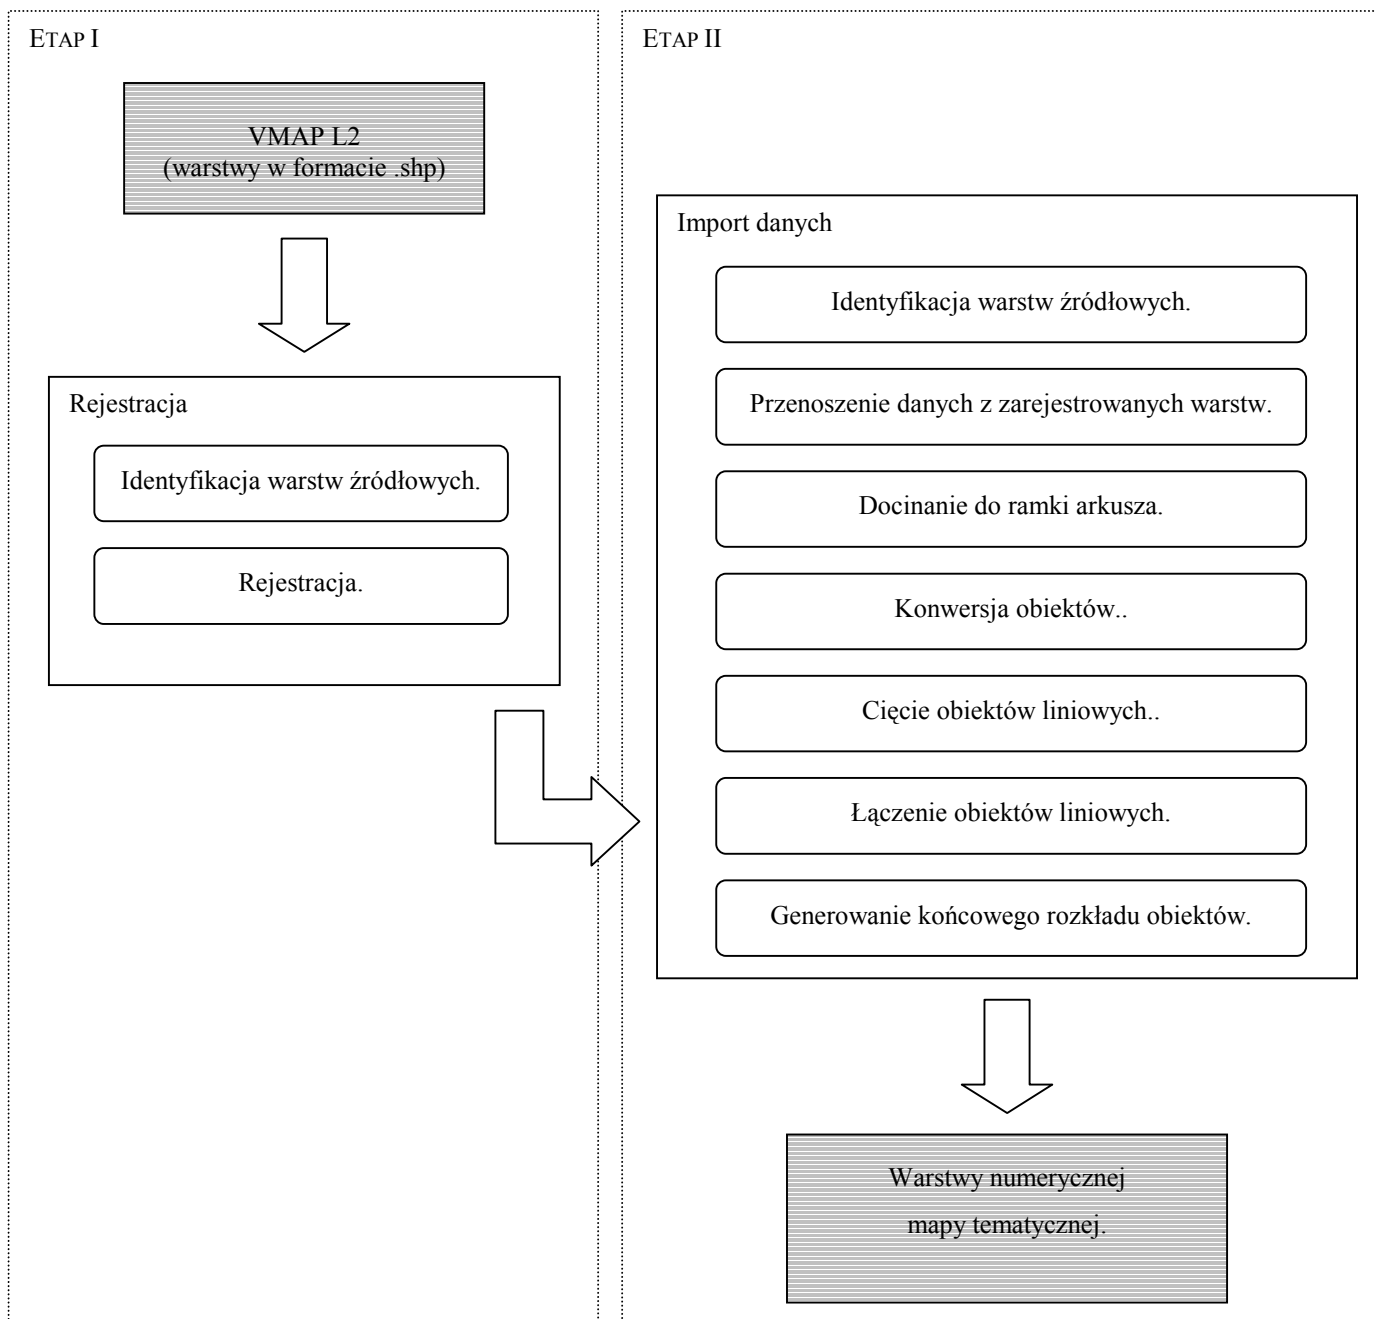 ETAP I
VMAP L2
(warstwy w formacie .shp)
Rejestracja
Identyfikacja warstw źródłowych.
Rejestracja.
ETAP II
Import danych
Identyfikacja warstw źródłowych.
Przenoszenie danych z zarejestrowanych warstw.
Docinanie do ramki arkusza.
Konwersja obiektów..
Cięcie obiektów liniowych..
Łączenie obiektów liniowych.
Generowanie końcowego rozkładu obiektów.
Warstwy numerycznej
mapy tematycznej.